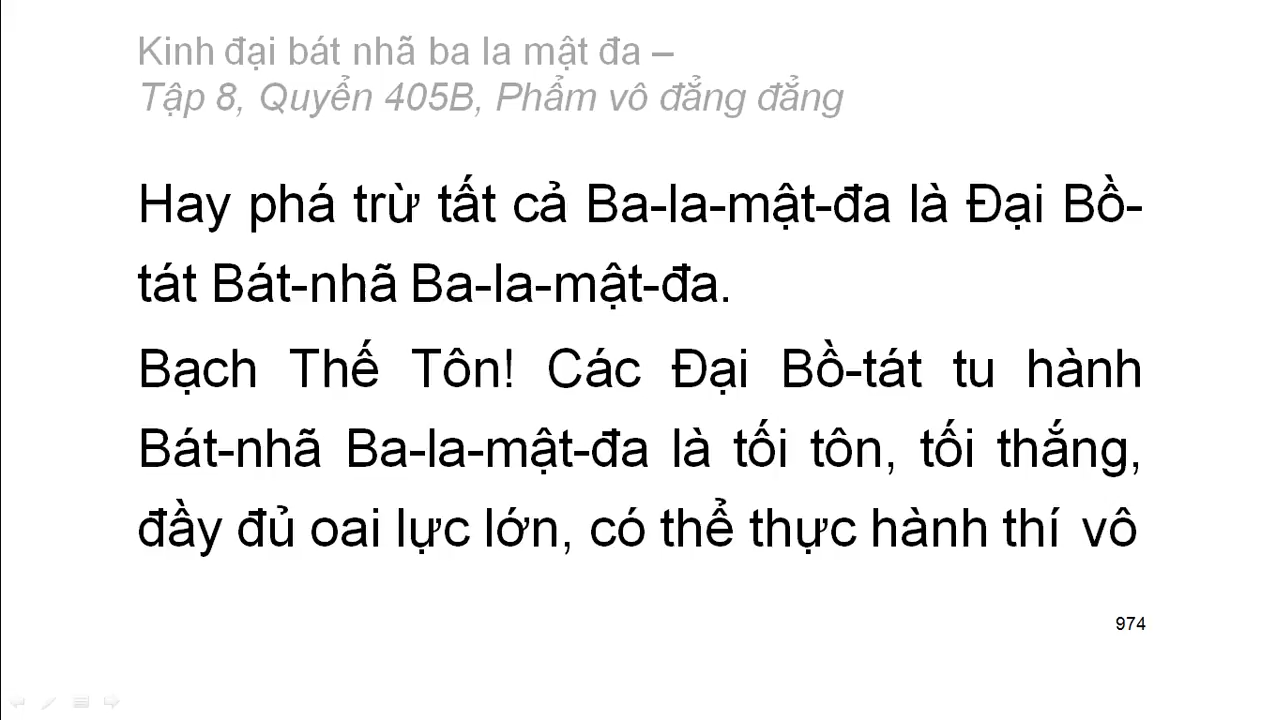 Kinh đại bát nhã ba la mật đa –
Tập 8, Quyển 405B, Phẩm vô đẳng đẳng
Hay phá trừ tất cả Ba-la-mật-đa là Đại Bồ-
tát Bát-nhã Ba-la-mật-đa.
Bạch Thế Tôn! Các Đại Bồ-tát tu hành
Bát-nhã Ba-la-mật-đa là tối tôn, tối thắng,
đầy đủ oai lực lớn, có thể thực hành thí vô
974